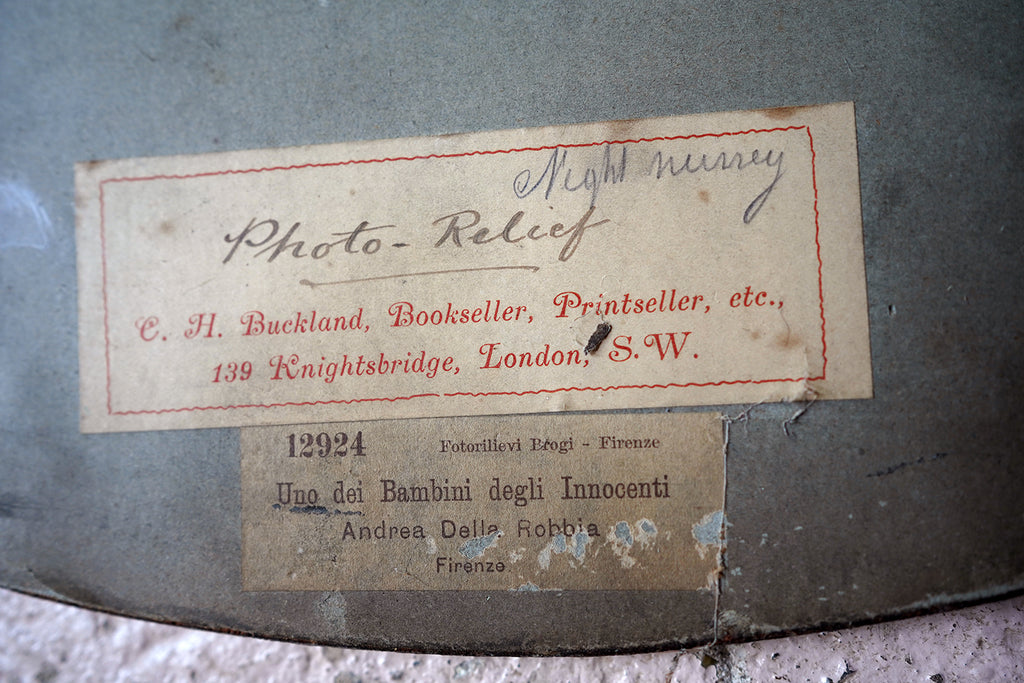 Night nursey
Photo-Relief
C. H. Buckland, Bookseller, Printseller, etc.,
139 Knightsbridge, London, S.W.
12924 Fotorilievi Brogi - Firenze
Uno dei Bambini degli Innocenti
Andrea Della Robbia
Firenze